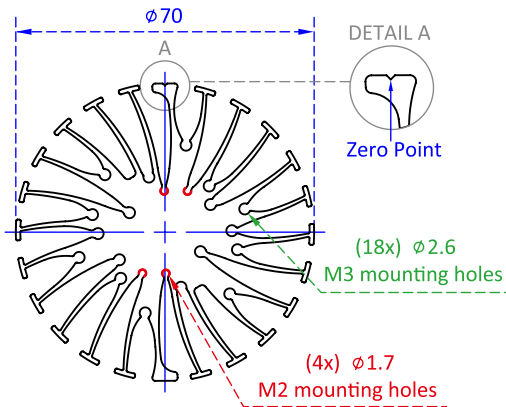 ⌀70
DETAIL A
A
Zero Point
(18x) ⌀2.6
M3 mounting holes
(4x) ⌀1.7
M2 mounting holes